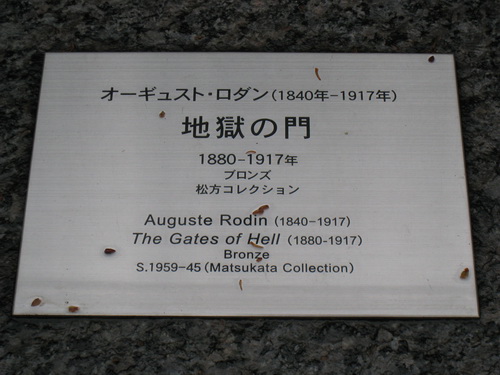 オーギュスト・ロダン(1840年-1917年)
地獄の門
1880-1917年
ブロンズ
松方コレクション
Auguste Rodin (1840-1917)
The Gates of Hell (1880-1917)
Bronze
S.1959-45 (Matsukata Collection)